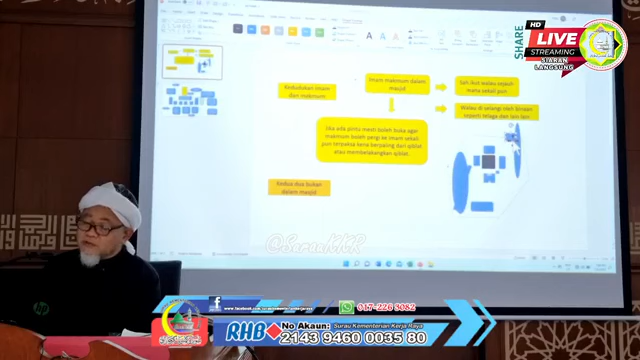 SHARE
HD
LIVE
STREAMING
SIARAN
LANGSUNG
Kedudukan imam
dan makmum
Imam makmum dalam
masjid
Sah ikut walau sejauh
mana sekali pun
Walau di selangi oleh binaan
seperti telaga dan lain lain
Jika ada pintu mesti boleh buka agar
makmum boleh pergi ke imam sekali
pun terpaksa kena berpaling dari qiblat
atau membelakangkan qiblat.
Kedua dua bukan
dalam masjid
@SurauKKR
hp
017-226 9082
RHB
No Akaun: Surau Kementerian Kerja Raya
2143 9460 0035 80